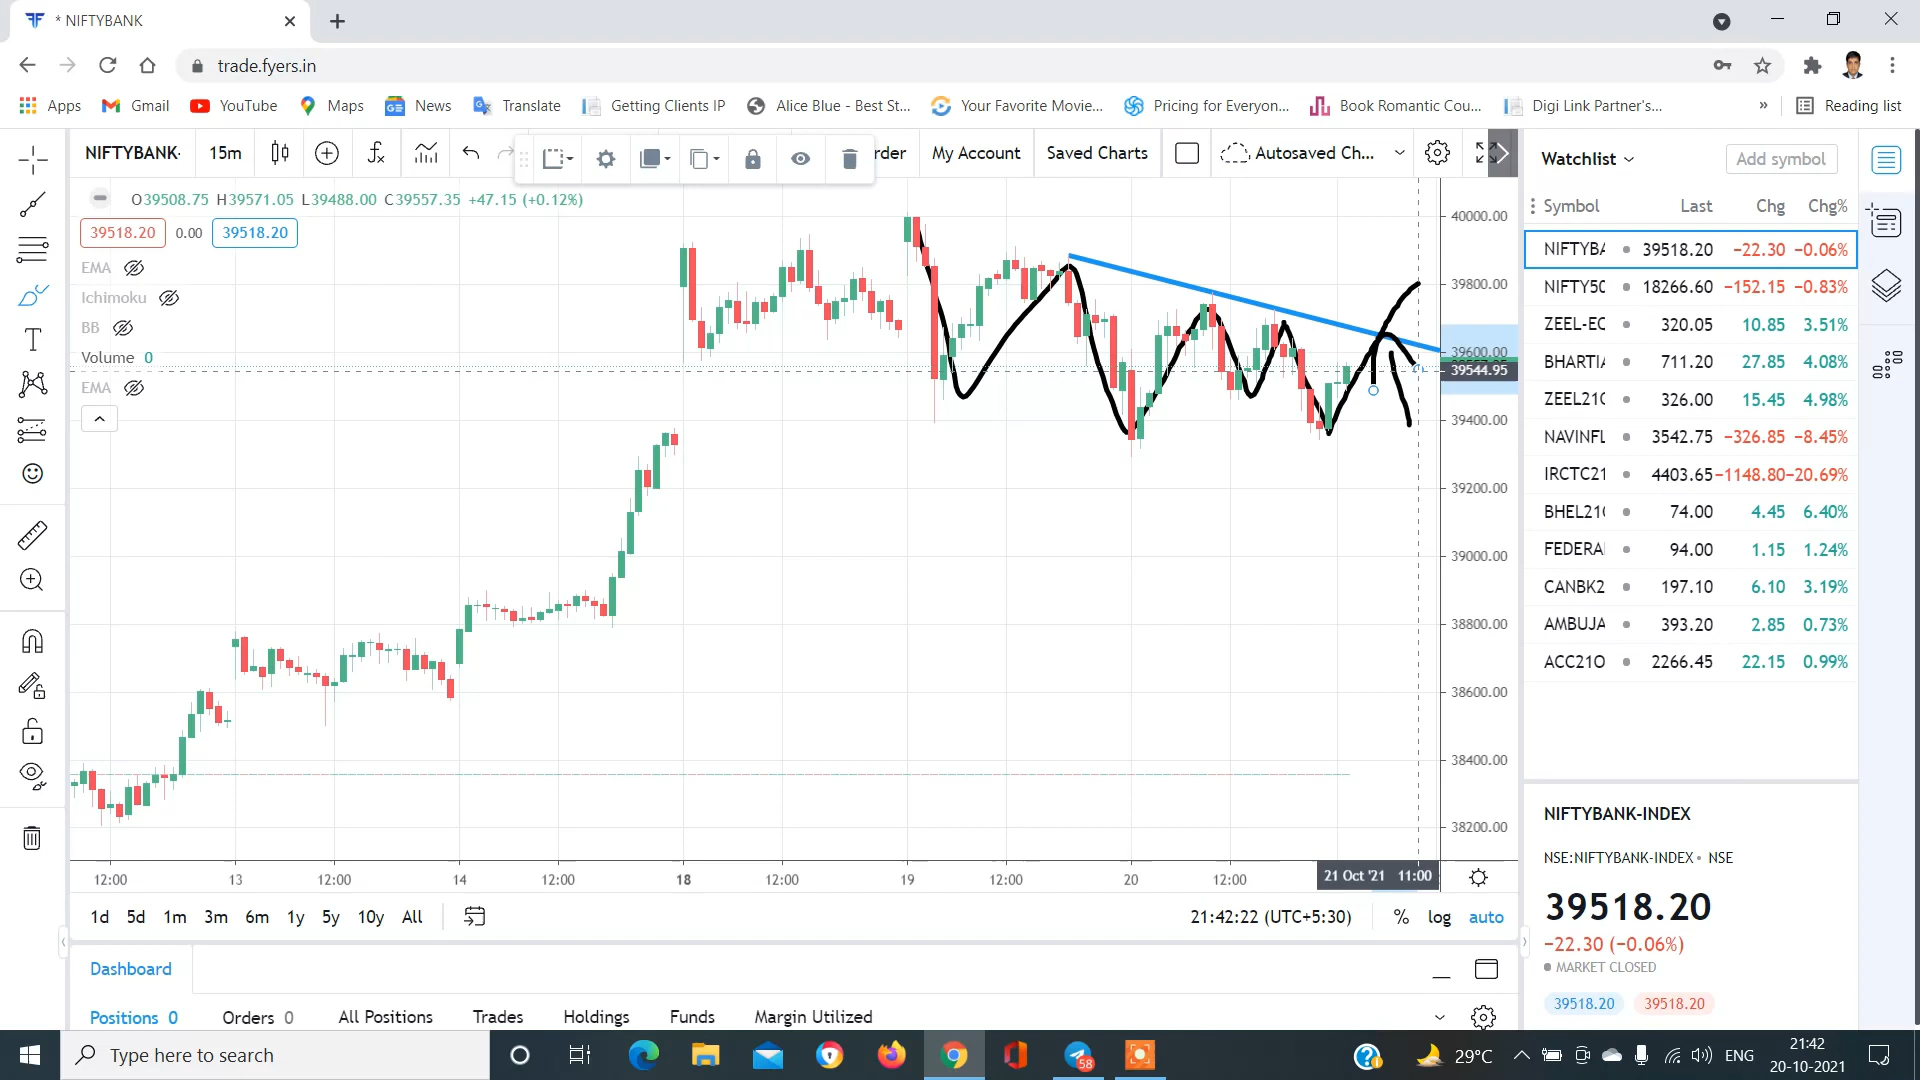 * NIFTYBANK
trade.fyers.in
Apps Gmail YouTube Maps News Translate Getting Clients IP Alice Blue - Best St... Your Favorite Movie... Pricing for Everyon... Book Romantic Cou... Digi Link Partner's... » Reading list
NIFTYBANK- 15m rder My Account Saved Charts Autosaved Ch...
O39508.75 H39571.05 L39488.00 C39557.35 +47.15 (+0.12%)
39518.20 0.00 39518.20
EMA
Ichimoku
BB
Volume 0
EMA
40000.00
39800.00
39600.00
39544.95
39400.00
39200.00
39000.00
38800.00
38600.00
38400.00
38200.00
12:00 13 12:00 14 12:00 18 12:00 19 12:00 20 12:00 21 Oct '21 11:00
1d 5d 1m 3m 6m 1y 5y 10y All 21:42:22 (UTC+5:30) % log auto
Dashboard
Positions 0 Orders 0 All Positions Trades Holdings Funds Margin Utilized
Watchlist Add symbol
Symbol Last Chg Chg%
NIFTYBA 39518.20 −22.30 −0.06%
NIFTY50 18266.60 −152.15 −0.83%
ZEEL-EC 320.05 10.85 3.51%
BHARTIA 711.20 27.85 4.08%
ZEEL21O 326.00 15.45 4.98%
NAVINFL 3542.75 −326.85 −8.45%
IRCTC21 4403.65 −1148.80 −20.69%
BHEL21O 74.00 4.45 6.40%
FEDERA 94.00 1.15 1.24%
CANBK2 197.10 6.10 3.19%
AMBUJA 393.20 2.85 0.73%
ACC21O 2266.45 22.15 0.99%
NIFTYBANK-INDEX
NSE:NIFTYBANK-INDEX • NSE
39518.20
−22.30 (−0.06%)
MARKET CLOSED
39518.20 39518.20
Type here to search 58 29°C ENG 21:42
20-10-2021